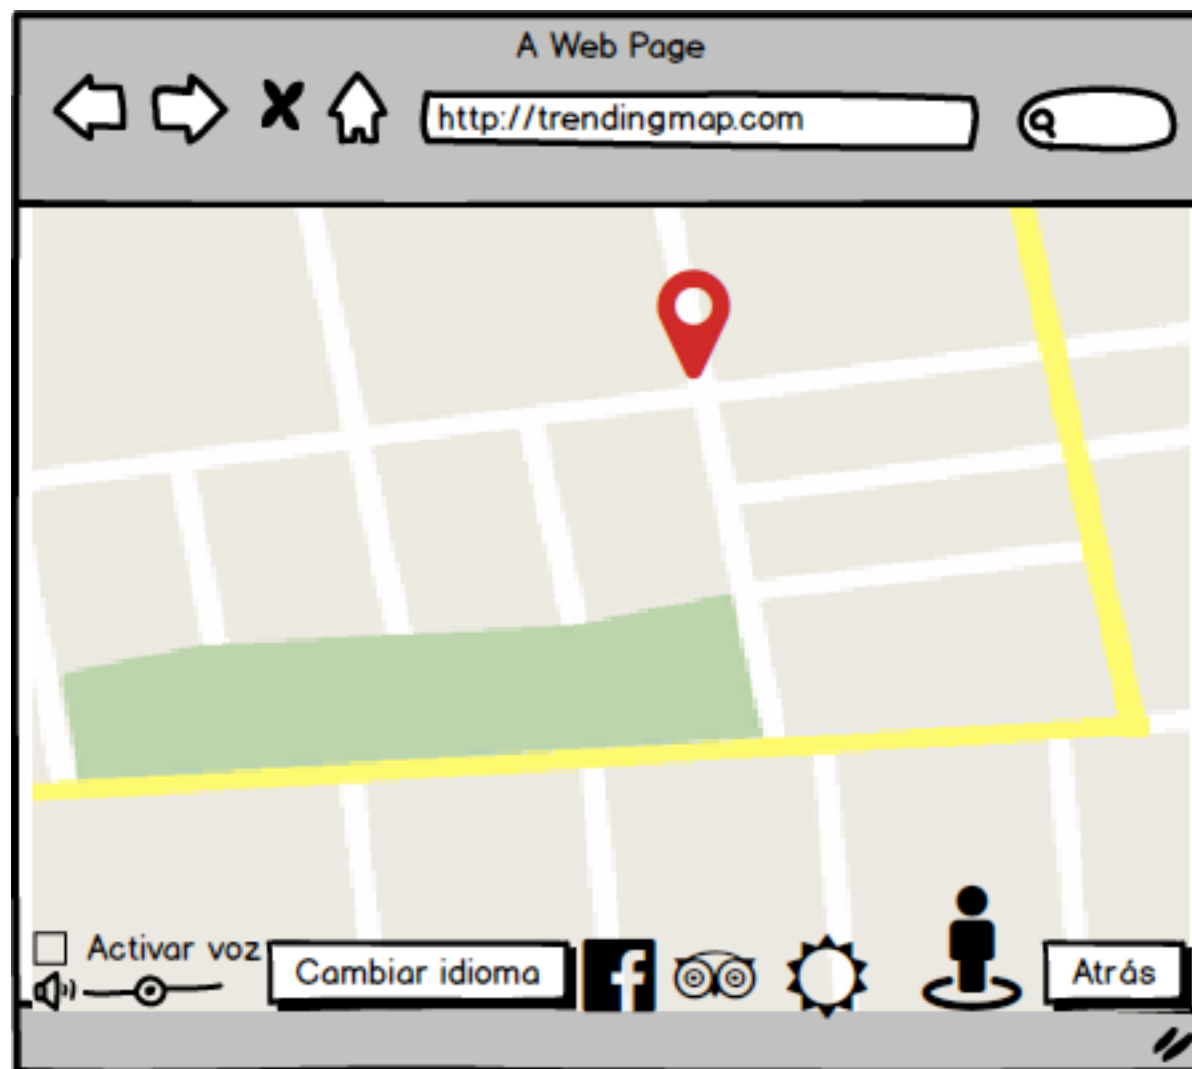 A Web Page
http://trendingmap.com
Activar voz
Cambiar idioma
f
Atrás